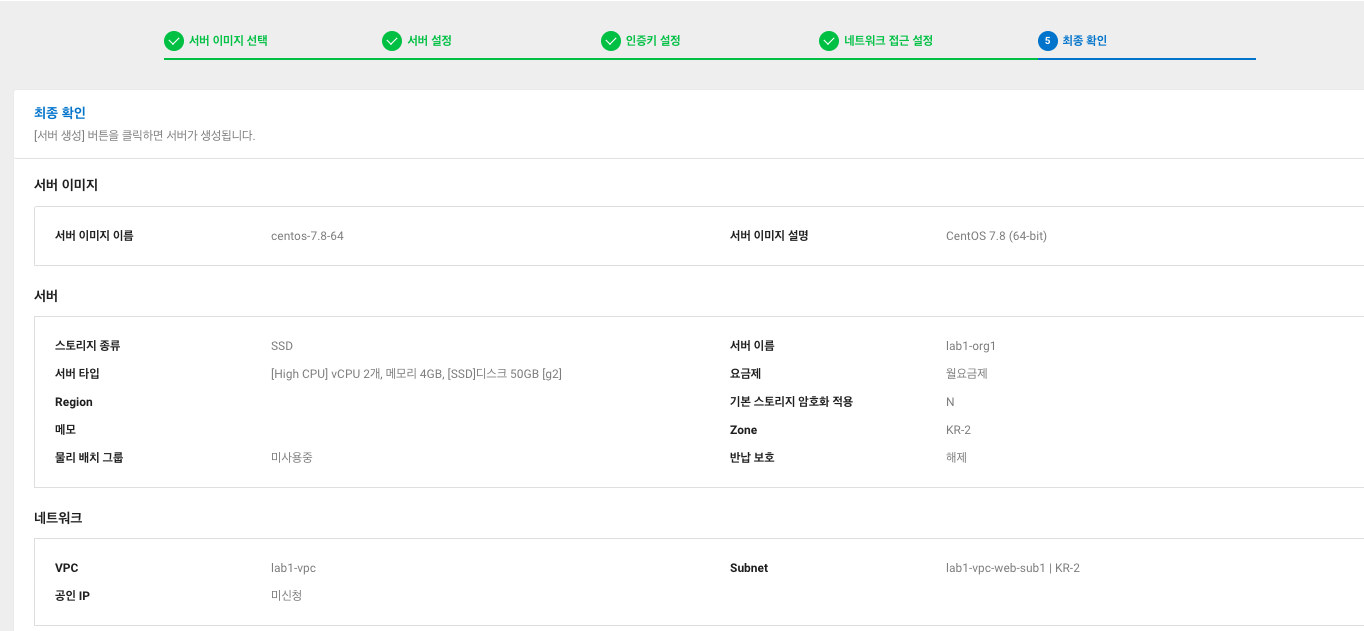 서버 이미지 선택 서버 설정 인증키 설정 네트워크 접근 설정 5 최종 확인
최종 확인
[서버 생성] 버튼을 클릭하면 서버가 생성됩니다.
서버 이미지
서버 이미지 이름 centos-7.8-64 서버 이미지 설명 CentOS 7.8 (64-bit)
서버
스토리지 종류 SSD 서버 이름 lab1-org1
서버 타입 [High CPU] vCPU 2개, 메모리 4GB, [SSD]디스크 50GB [g2] 요금제 월요금제
Region 기본 스토리지 암호화 적용 N
메모 Zone KR-2
물리 배치 그룹 미사용중 반납 보호 해제
네트워크
VPC lab1-vpc Subnet lab1-vpc-web-sub1 | KR-2
공인 IP 미신청